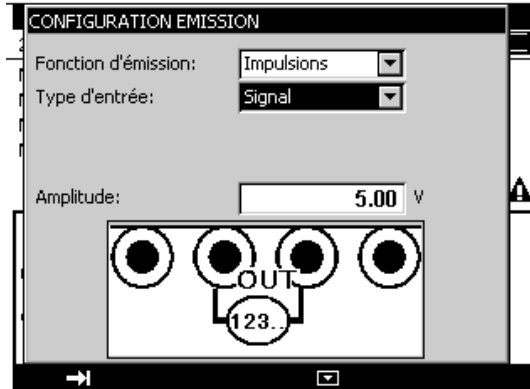 CONFIGURATION EMISSION
Fonction d'émission: Impulsions
Type d'entrée: Signal
Amplitude: 5.00 V
OUT
123..